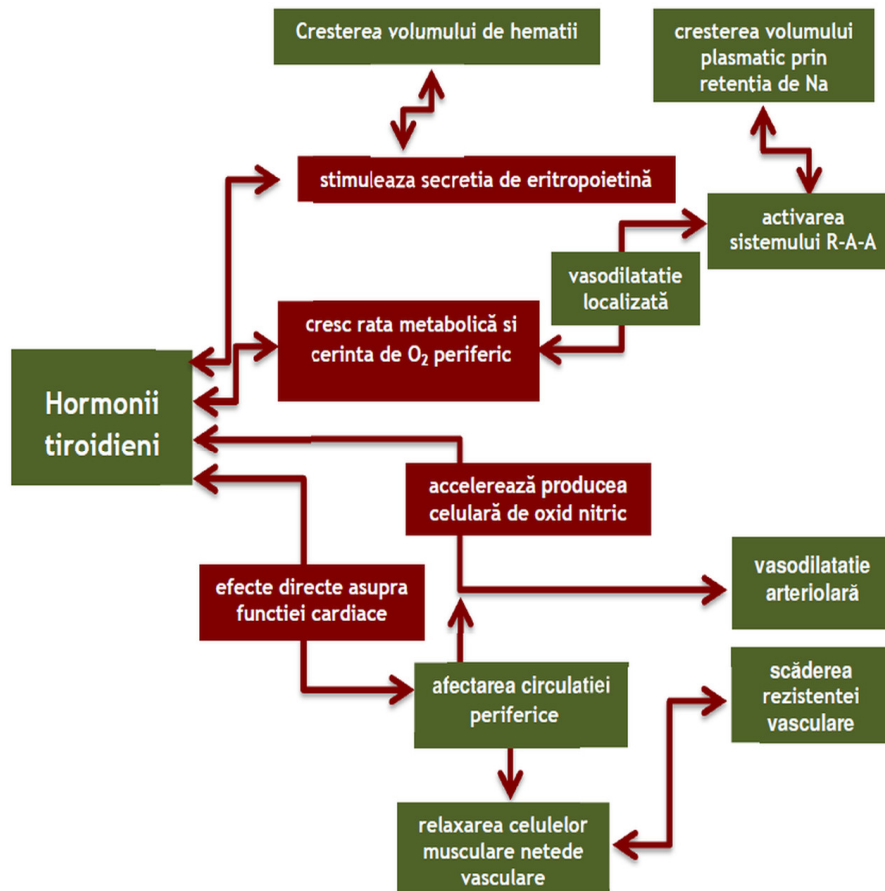 Cresterea volumului de hematii
cresterea volumului
plasmatic prin
retentia de Na
stimuleaza secretia de eritropoietină
activarea
sistemului R-A-A
vasodilatatie
localizată
cresc rata metabolică si
cerinta de O₂ periferic
Hormonii
tiroidieni
accelerează producea
celulară de oxid nitric
vasodilatatie
arteriolară
efecte directe asupra
functiei cardiace
afectarea circulatiei
periferice
scăderea
rezistentei
vasculare
relaxarea celulelor
musculare netede
vasculare